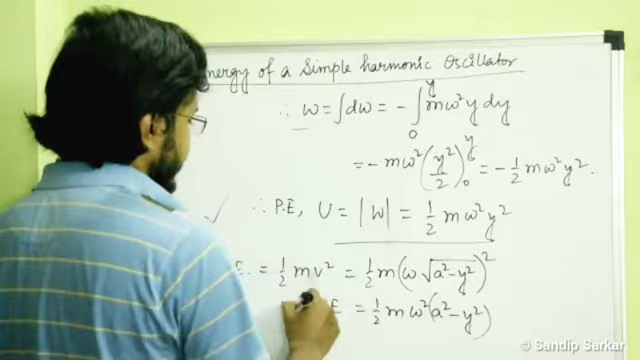 nergy of a Simple harmonic Oscillator
∴ W = ∫dW = - ∫₀ʸ mω²y dy
= - mω² (y²/2)₀ʸ = - 1/2 mω²y².
✓ ∴ P.E, U = |W| = 1/2 mω²y²
E. = 1/2 mv² = 1/2 m(ω √(a²-y²))²
E = 1/2 mω²(a²-y²)
© Sandip Sarkar